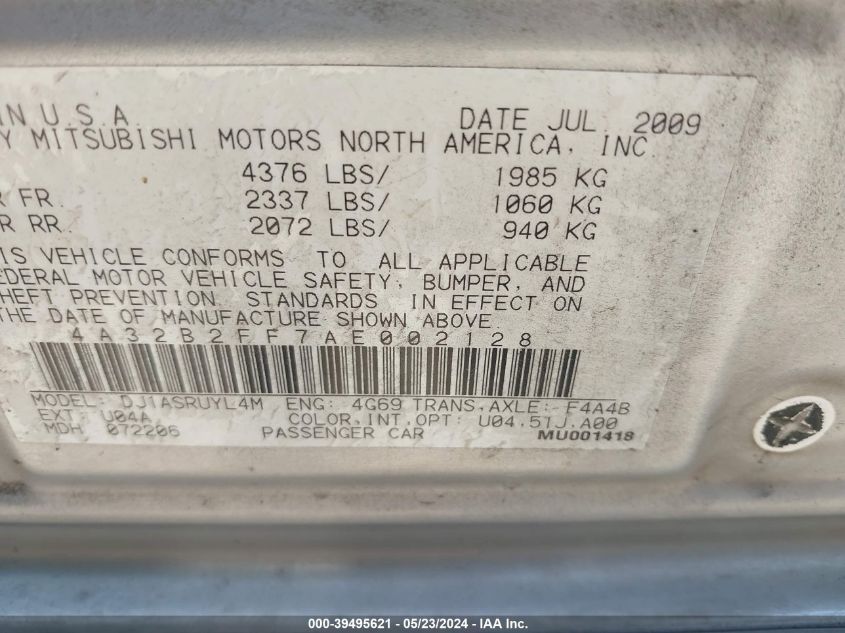 IN U.S.A DATE JUL 2009
Y MITSUBISHI MOTORS NORTH AMERICA, INC
4376 LBS/ 1985 KG
R FR. 2337 LBS/ 1060 KG
R RR. 2072 LBS/ 940 KG
IS VEHICLE CONFORMS TO ALL APPLICABLE
EDERAL MOTOR VEHICLE SAFETY, BUMPER, AND
HEFT PREVENTION STANDARDS IN EFFECT ON
THE DATE OF MANUFACTURE SHOWN ABOVE
4A32B2FF7AE002128
MODEL: DJ1ASRUYL4M ENG: 4G69 TRANS,AXLE: F4A4B
EXT: U04A COLOR,INT,OPT: U04,51J,A00
MDH: 072206 PASSENGER CAR MU001418
000-39495621 - 05/23/2024 - IAA Inc.